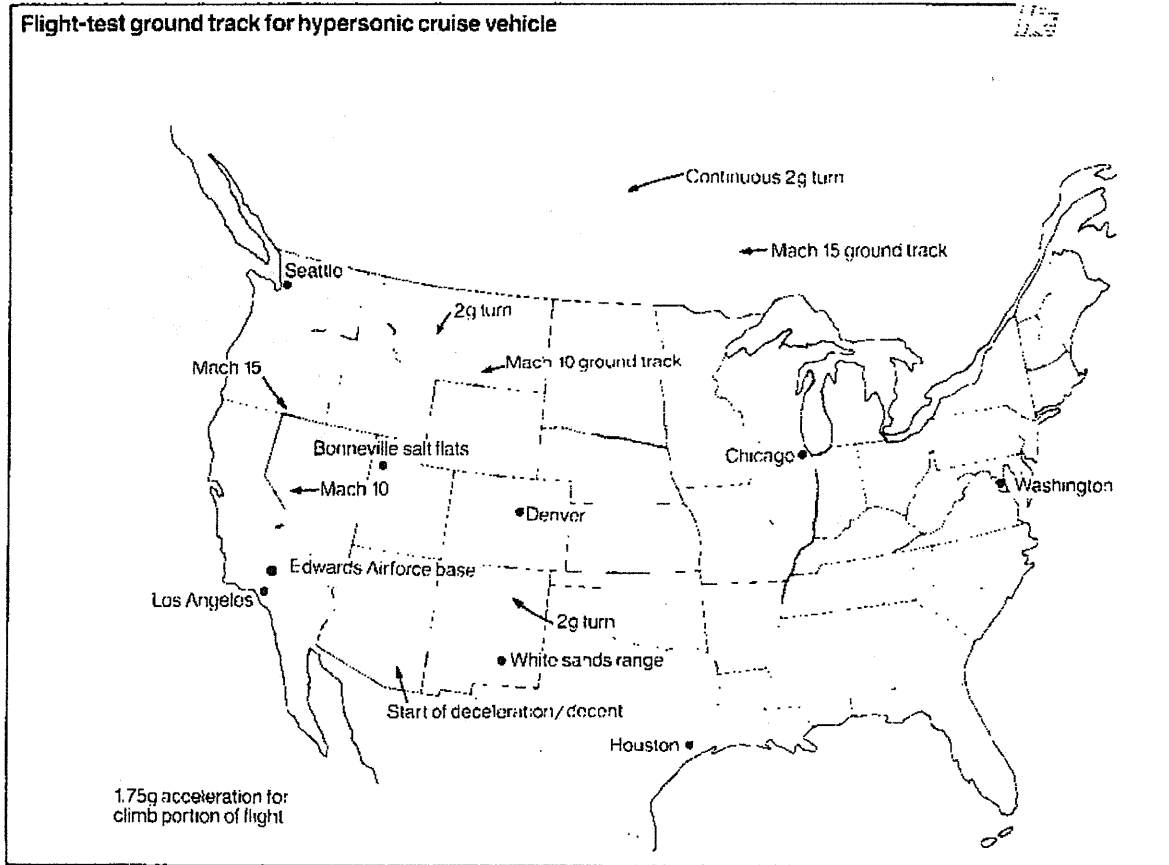 Flight-test ground track for hypersonic cruise vehicle
Continuous 2g turn
Mach 15 ground track
Seattle
2g turn
Mach 10 ground track
Mach 15
Bonneville salt flats
Chicago
Mach 10
Washington
Denver
Edwards Airforce base
Los Angeles
2g turn
White sands range
Start of deceleration/decent
Houston
1.75g acceleration for
climb portion of flight